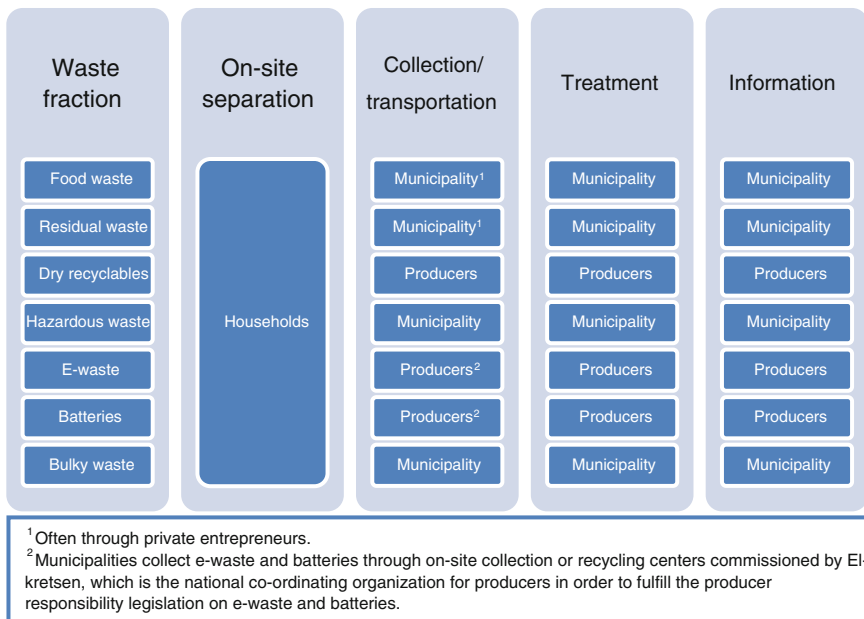 Waste
fraction
On-site
separation
Collection/
transportation
Treatment
Information
Food waste
Residual waste
Dry recyclables
Hazardous waste
E-waste
Batteries
Bulky waste
Households
Municipality¹
Municipality¹
Producers
Municipality
Producers²
Producers²
Municipality
Municipality
Municipality
Producers
Municipality
Producers
Producers
Municipality
Municipality
Municipality
Producers
Municipality
Producers
Producers
Municipality
¹Often through private entrepreneurs.
²Municipalities collect e-waste and batteries through on-site collection or recycling centers commissioned by El-
kretsen, which is the national co-ordinating organization for producers in order to fulfill the producer
responsibility legislation on e-waste and batteries.